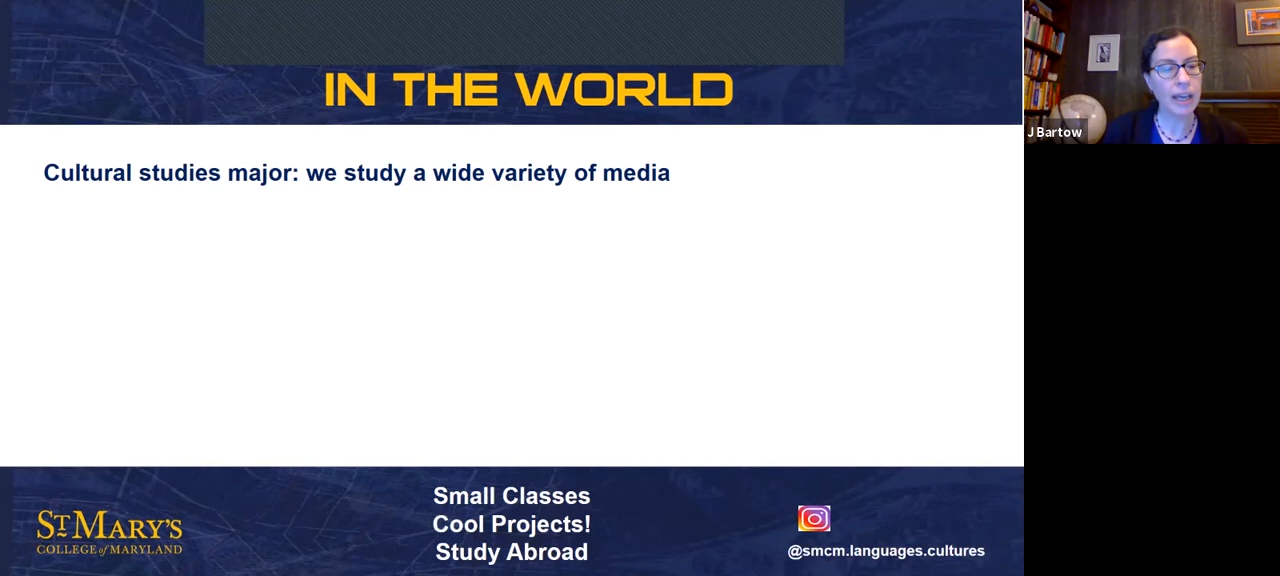 IN THE WORLD
J Bartow
Cultural studies major: we study a wide variety of media
Small Classes
Cool Projects!
Study Abroad
ST MARY'S
COLLEGE of MARYLAND
@smcm.languages.cultures